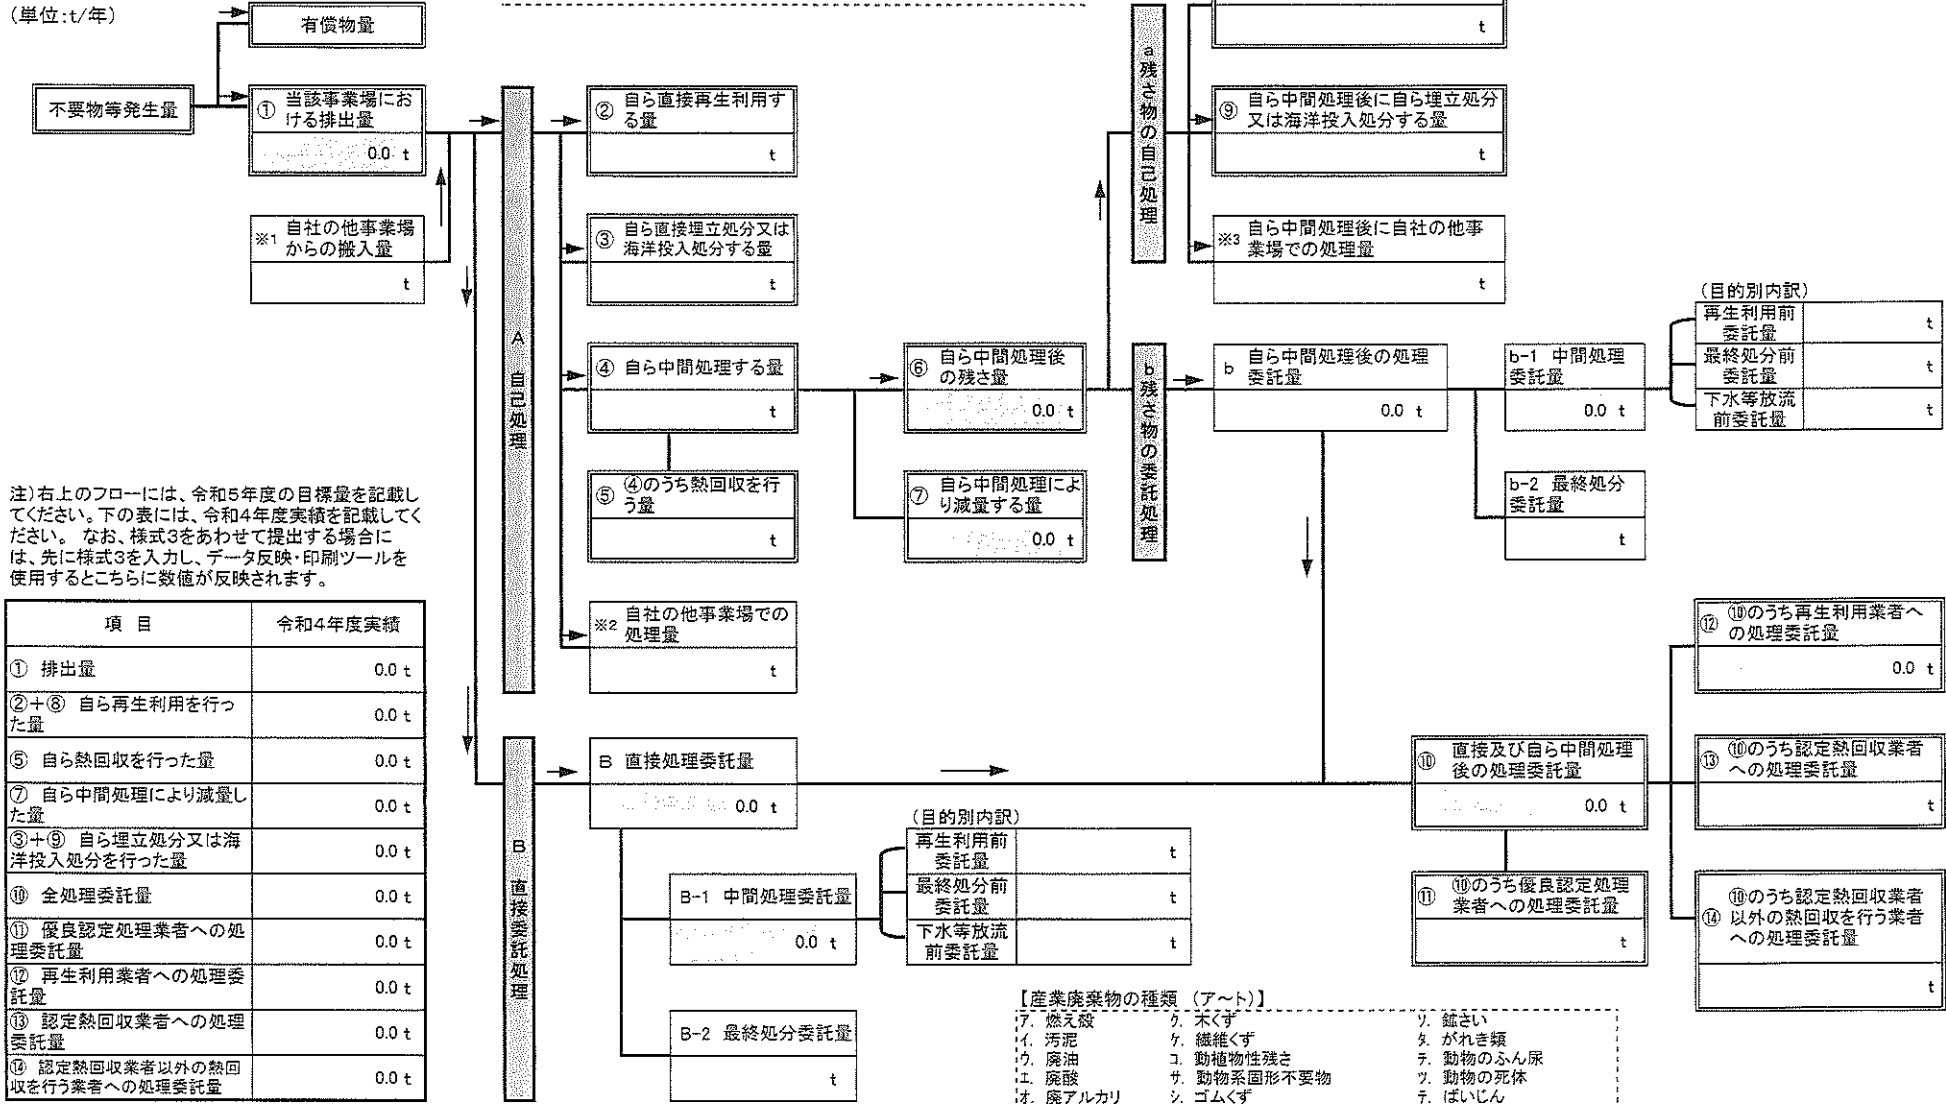 (単位:t/年)
有償物量
不要物等発生量
① 当該事業場にお
ける排出量
0.0 t
※1 自社の他事業場
からの搬入量
t
A 自己処理
② 自ら直接再生利用す
る量
t
③ 自ら直接埋立処分又は
海洋投入処分する量
t
④ 自ら中間処理する量
t
⑤ ④のうち熱回収を行
う量
t
※2 自社の他事業場での
処理量
t
⑥ 自ら中間処理後
の残さ量
0.0 t
⑦ 自ら中間処理によ
り減量する量
0.0 t
a 残さ物の自己処理
t
⑨ 自ら中間処理後に自ら埋立処分
又は海洋投入処分する量
t
※3 自ら中間処理後に自社の他事
業場での処理量
t
b 残さ物の委託処理
b 自ら中間処理後の処理
委託量
0.0 t
b-1 中間処理
委託量
0.0 t
(目的別内訳)
再生利用前
委託量
t
最終処分前
委託量
t
下水等放流
前委託量
t
b-2 最終処分
委託量
t
注)右上のフローには、令和5年度の目標量を記載し
てください。下の表には、令和4年度実績を記載してく
ださい。 なお、様式3をあわせて提出する場合に
は、先に様式3を入力し、データ反映・印刷ツールを
使用するとこちらに数値が反映されます。
項 目 令和4年度実績
① 排出量 0.0 t
②+⑧ 自ら再生利用を行っ
た量 0.0 t
⑤ 自ら熱回収を行った量 0.0 t
⑦ 自ら中間処理により減量し
た量 0.0 t
③+⑨ 自ら埋立処分又は海
洋投入処分を行った量 0.0 t
⑩ 全処理委託量 0.0 t
⑪ 優良認定処理業者への処
理委託量 0.0 t
⑫ 再生利用業者への処理委
託量 0.0 t
⑬ 認定熱回収業者への処理
委託量 0.0 t
⑭ 認定熱回収業者以外の熱回
収を行う業者への処理委託量 0.0 t
B 直接委託処理
B 直接処理委託量
0.0 t
B-1 中間処理委託量
0.0 t
(目的別内訳)
再生利用前
委託量
t
最終処分前
委託量
t
下水等放流
前委託量
t
B-2 最終処分委託量
t
⑩ 直接及び自ら中間処理
後の処理委託量
0.0 t
⑪ ⑩のうち優良認定処理
業者への処理委託量
t
⑫ ⑩のうち再生利用業者へ
の処理委託量
0.0 t
⑬ ⑩のうち認定熱回収業者
への処理委託量
t
⑭ ⑩のうち認定熱回収業者
以外の熱回収を行う業者
への処理委託量
t
【産業廃棄物の種類 (ア~ト)】
ア. 燃え殻 ク. 木くず ソ. 鉱さい
イ. 汚泥 ケ. 繊維くず タ. がれき類
ウ. 廃油 コ. 動植物性残さ チ. 動物のふん尿
エ. 廃酸 サ. 動物系固形不要物 ツ. 動物の死体
オ. 廃アルカリ シ. ゴムくず テ. ばいじん